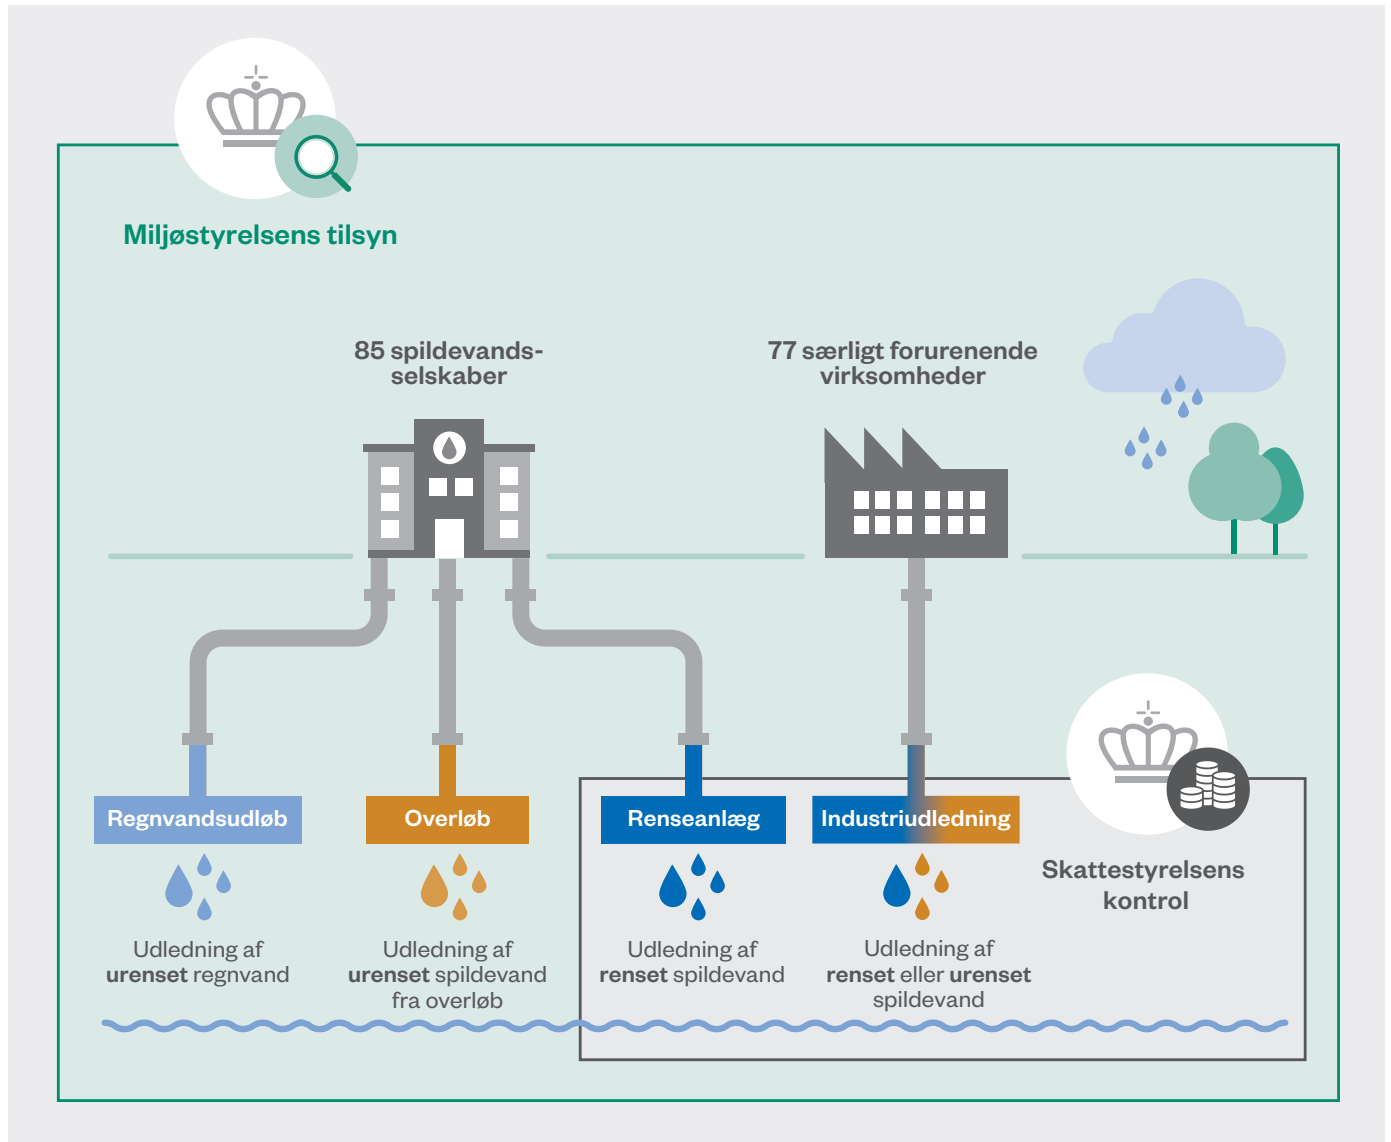 Miljøstyrelsens tilsyn
85 spildevands-
selskaber
77 særligt forurenende
virksomheder
Regnvandsudløb
Overløb
Renseanlæg
Industriudledning
Udledning af
urenset regnvand
Udledning af
urenset spildevand
fra overløb
Udledning af
renset spildevand
Udledning af
renset eller urenset
spildevand
Skattestyrelsens
kontrol